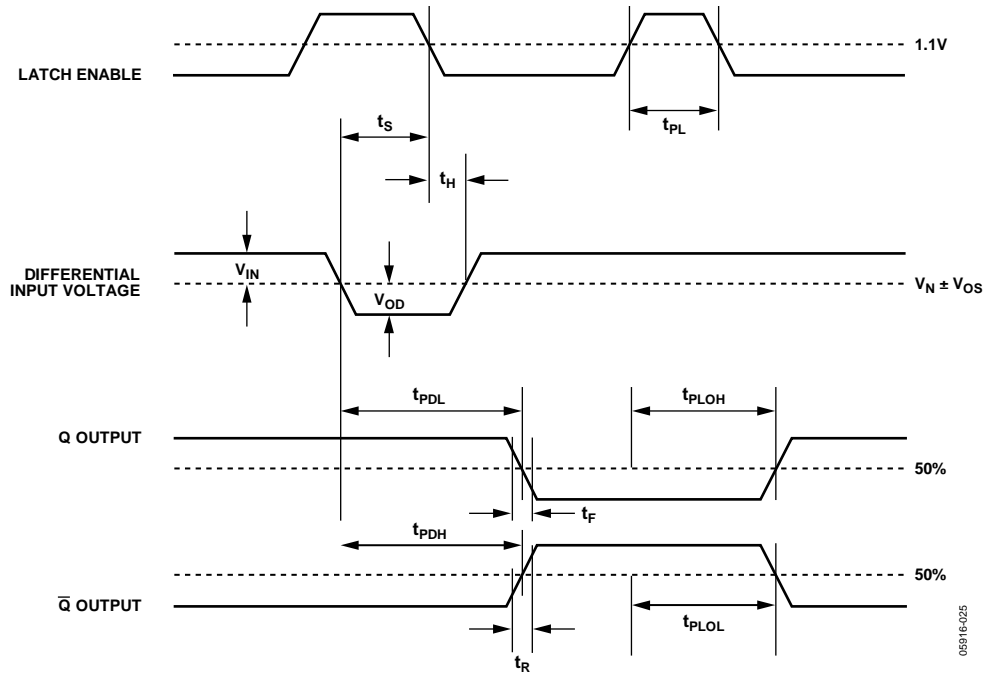 1.1V
LATCH ENABLE
tS
tPL
tH
DIFFERENTIAL
INPUT VOLTAGE
VIN
VOD
VN ± VOS
tPDL
tPLOH
Q OUTPUT
50%
tF
tPDH
50%
Q̅ OUTPUT
tPLOL
tR
05916-025